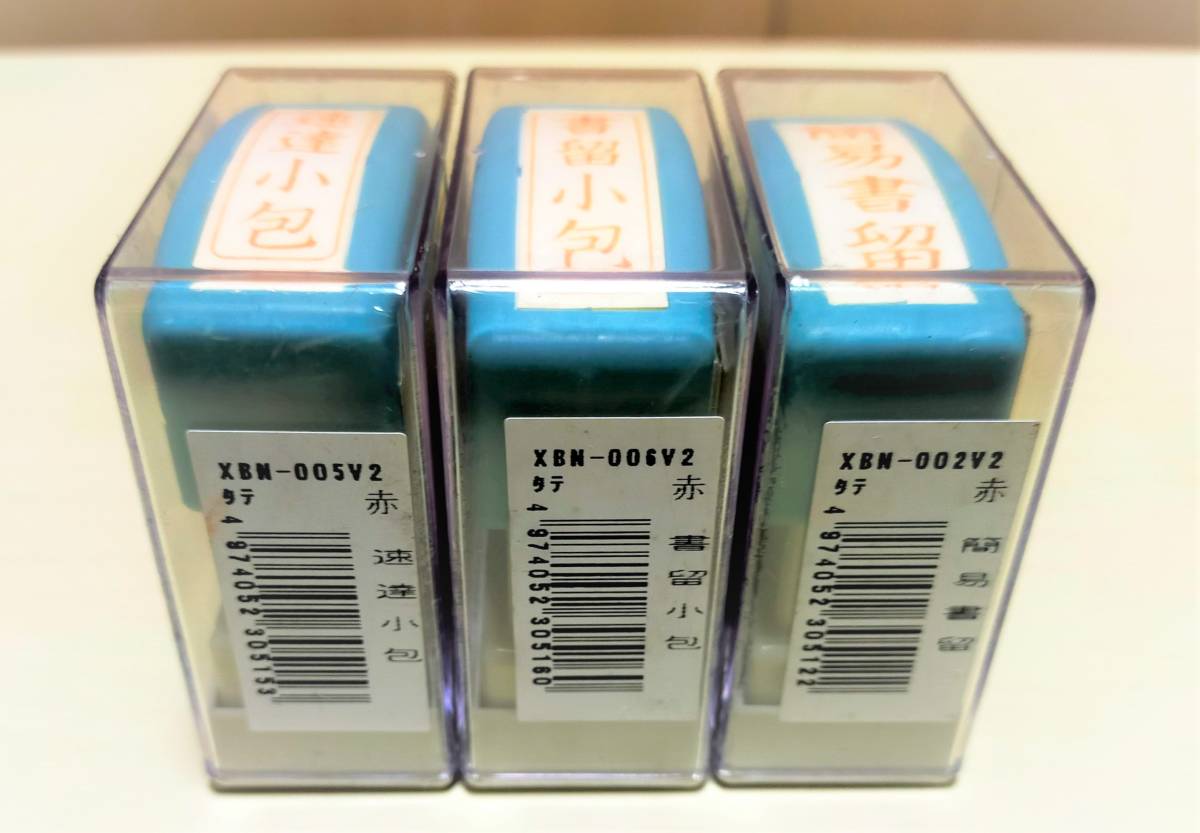 速達小包
XBN-005V2
タテ
赤
速達小包
4 974052 305153
書留小包
XBN-006V2
タテ
赤
書留小包
4 974052 305160
簡易書留
XBN-002V2
タテ
赤
簡易書留
4 974052 305122